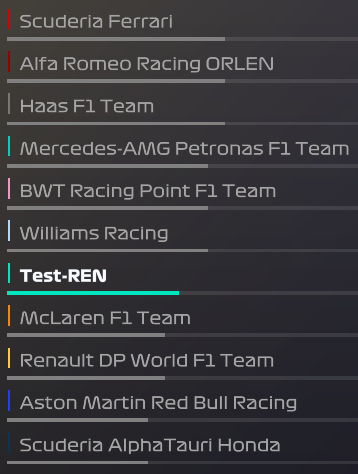 Scuderia Ferrari
Alfa Romeo Racing ORLEN
Haas F1 Team
Mercedes-AMG Petronas F1 Team
BWT Racing Point F1 Team
Williams Racing
Test-REN
McLaren F1 Team
Renault DP World F1 Team
Aston Martin Red Bull Racing
Scuderia AlphaTauri Honda